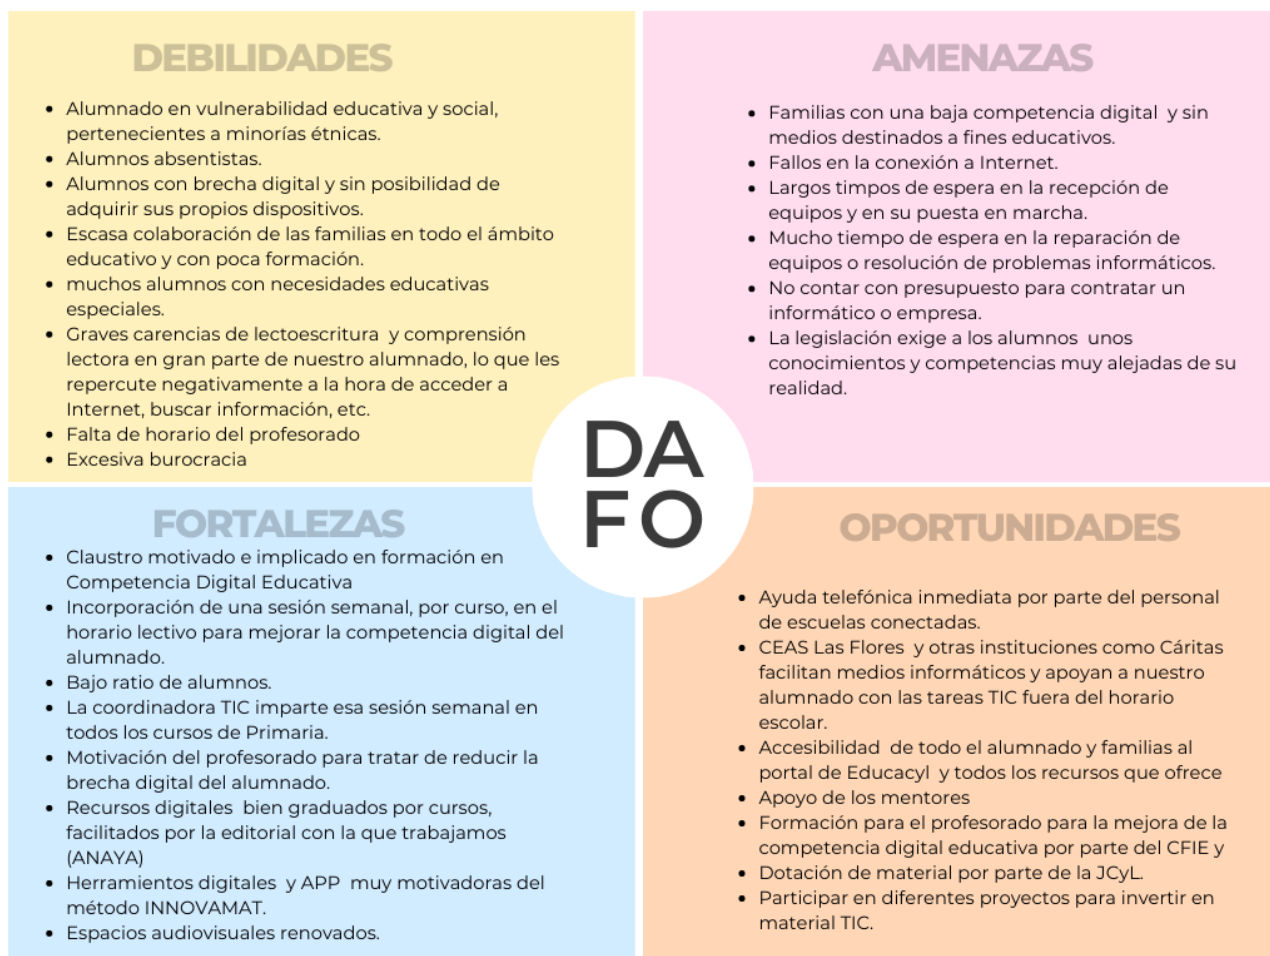 DEBILIDADES
Alumnado en vulnerabilidad educativa y social,
pertenecientes a minorías étnicas.
Alumnos absentistas.
Alumnos con brecha digital y sin posibilidad de
adquirir sus propios dispositivos.
Escasa colaboración de las familias en todo el ámbito
educativo y con poca formación.
muchos alumnos con necesidades educativas
especiales.
Graves carencias de lectoescritura y comprensión
lectora en gran parte de nuestro alumnado, lo que les
repercute negativamente a la hora de acceder a
Internet, buscar información, etc.
Falta de horario del profesorado
Excesiva burocracia
AMENAZAS
Familias con una baja competencia digital y sin
medios destinados a fines educativos.
Fallos en la conexión a Internet.
Largos timpos de espera en la recepción de
equipos y en su puesta en marcha.
Mucho tiempo de espera en la reparación de
equipos o resolución de problemas informáticos.
No contar con presupuesto para contratar un
informático o empresa.
La legislación exige a los alumnos unos
conocimientos y competencias muy alejadas de su
realidad.
DA
FO
FORTALEZAS
Claustro motivado e implicado en formación en
Competencia Digital Educativa
Incorporación de una sesión semanal, por curso, en el
horario lectivo para mejorar la competencia digital del
alumnado.
Bajo ratio de alumnos.
La coordinadora TIC imparte esa sesión semanal en
todos los cursos de Primaria.
Motivación del profesorado para tratar de reducir la
brecha digital del alumnado.
Recursos digitales bien graduados por cursos,
facilitados por la editorial con la que trabajamos
(ANAYA)
Herramientos digitales y APP muy motivadoras del
método INNOVAMAT.
Espacios audiovisuales renovados.
OPORTUNIDADES
Ayuda telefónica inmediata por parte del personal
de escuelas conectadas.
CEAS Las Flores y otras instituciones como Cáritas
facilitan medios informáticos y apoyan a nuestro
alumnado con las tareas TIC fuera del horario
escolar.
Accesibilidad de todo el alumnado y familias al
portal de Educacyl y todos los recursos que ofrece
Apoyo de los mentores
Formación para el profesorado para la mejora de la
competencia digital educativa por parte del CFIE y
Dotación de material por parte de la JCyL.
Participar en diferentes proyectos para invertir en
material TIC.